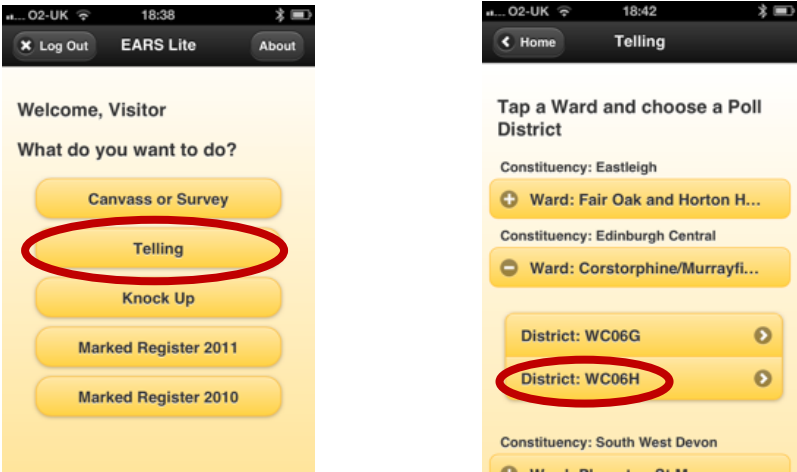 ... O2-UK 18:38
Log Out EARS Lite About
Welcome, Visitor
What do you want to do?
Canvass or Survey
Telling
Knock Up
Marked Register 2011
Marked Register 2010
... O2-UK 18:42
Home Telling
Tap a Ward and choose a Poll
District
Constituency: Eastleigh
Ward: Fair Oak and Horton H...
Constituency: Edinburgh Central
Ward: Corstorphine/Murrayfi...
District: WC06G
District: WC06H
Constituency: South West Devon